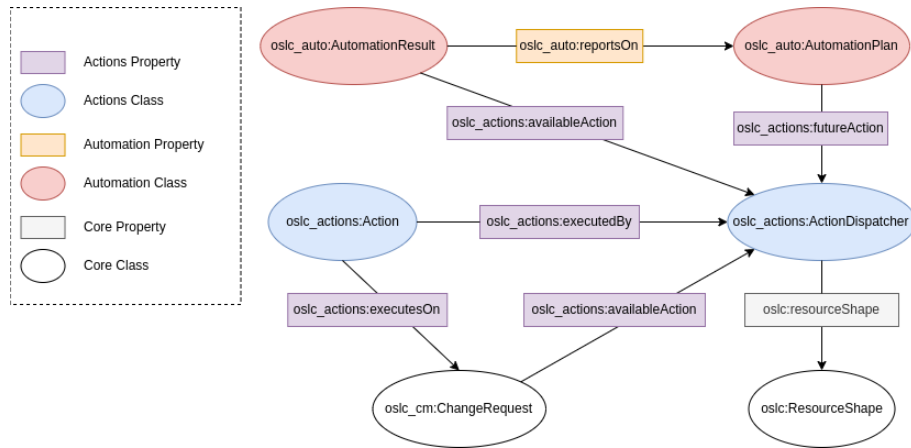 Actions Property
Actions Class
Automation Property
Automation Class
Core Property
Core Class
oslc_auto:AutomationResult
oslc_auto:reportsOn
oslc_auto:AutomationPlan
oslc_actions:availableAction
oslc_actions:futureAction
oslc_actions:Action
oslc_actions:executedBy
oslc_actions:ActionDispatcher
oslc_actions:executesOn
oslc_actions:availableAction
oslc:resourceShape
oslc_cm:ChangeRequest
oslc:ResourceShape